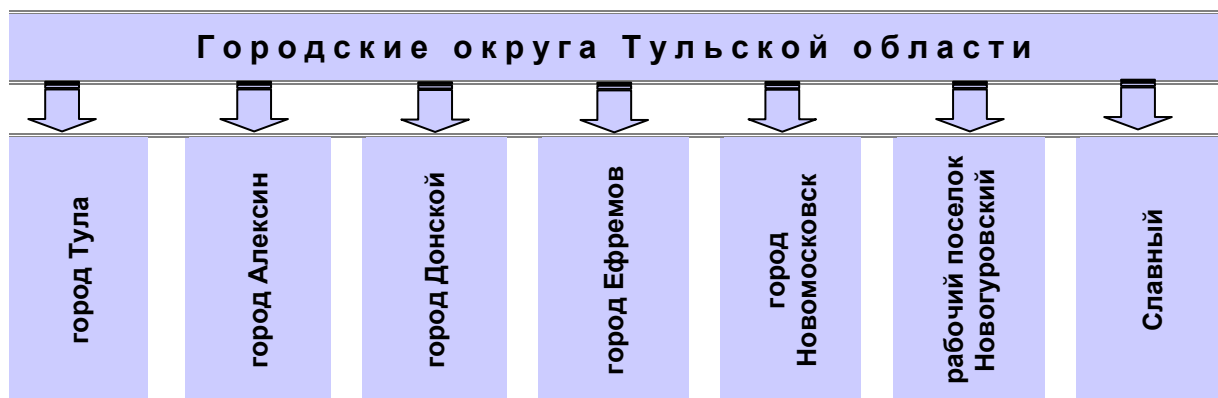 Городские округа Тульской области
город Тула
город Алексин
город Донской
город Ефремов
город
Новомосковск
рабочий поселок
Новогуровский
Славный